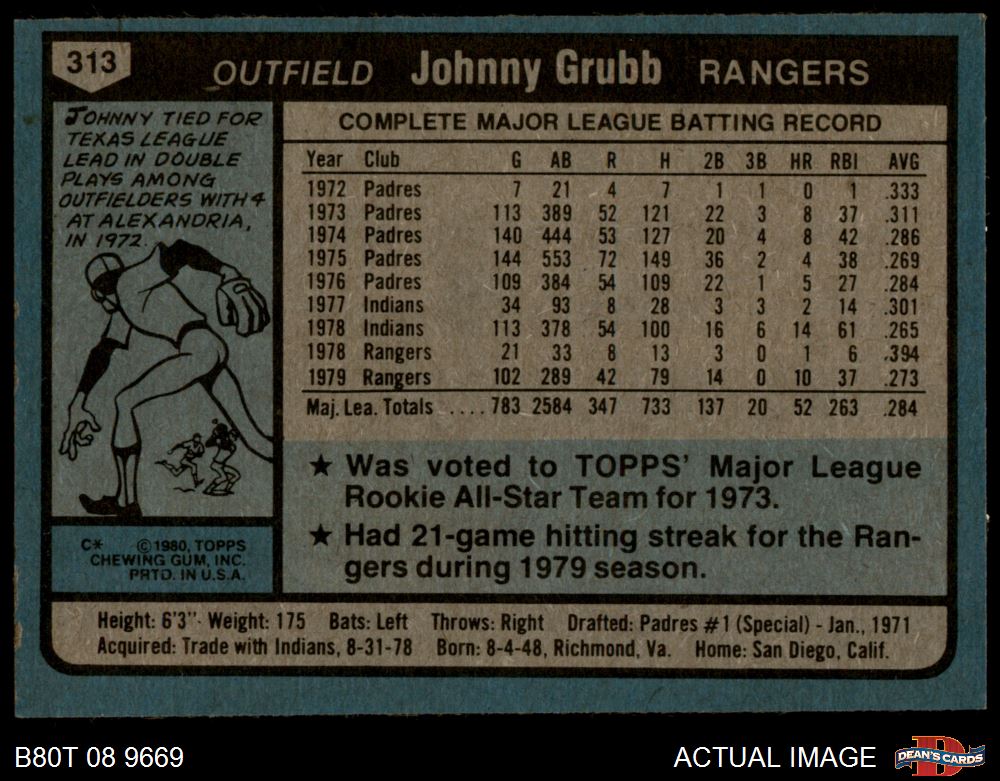 313
OUTFIELD Johnny Grubb RANGERS
JOHNNY TIED FOR
TEXAS LEAGUE
LEAD IN DOUBLE
PLAYS AMONG
OUTFIELDERS WITH 4
AT ALEXANDRIA,
IN 1972.
COMPLETE MAJOR LEAGUE BATTING RECORD
Year Club G AB R H 2B 3B HR RBI AVG
1972 Padres 7 21 4 7 1 1 0 1 .333
1973 Padres 113 389 52 121 22 3 8 37 .311
1974 Padres 140 444 53 127 20 4 8 42 .286
1975 Padres 144 553 72 149 36 2 4 38 .269
1976 Padres 109 384 54 109 22 1 5 27 .284
1977 Indians 34 93 8 28 3 3 2 14 .301
1978 Indians 113 378 54 100 16 6 14 61 .265
1978 Rangers 21 33 8 13 3 0 1 6 .394
1979 Rangers 102 289 42 79 14 0 10 37 .273
Maj. Lea. Totals .... 783 2584 347 733 137 20 52 263 .284
★ Was voted to TOPPS' Major League
Rookie All-Star Team for 1973.
★ Had 21-game hitting streak for the Ran-
gers during 1979 season.
C* ©1980, TOPPS
CHEWING GUM, INC.
PRTD. IN U.S.A.
Height: 6'3" Weight: 175 Bats: Left Throws: Right Drafted: Padres #1 (Special) - Jan., 1971
Acquired: Trade with Indians, 8-31-78 Born: 8-4-48, Richmond, Va. Home: San Diego, Calif.
B80T 08 9669
ACTUAL IMAGE
D
DEAN'S CARDS